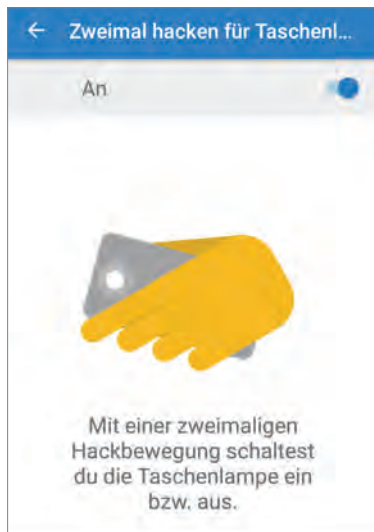 Zweimal hacken für Taschenl...
An
Mit einer zweimaligen
Hackbewegung schaltest
du die Taschenlampe ein
bzw. aus.